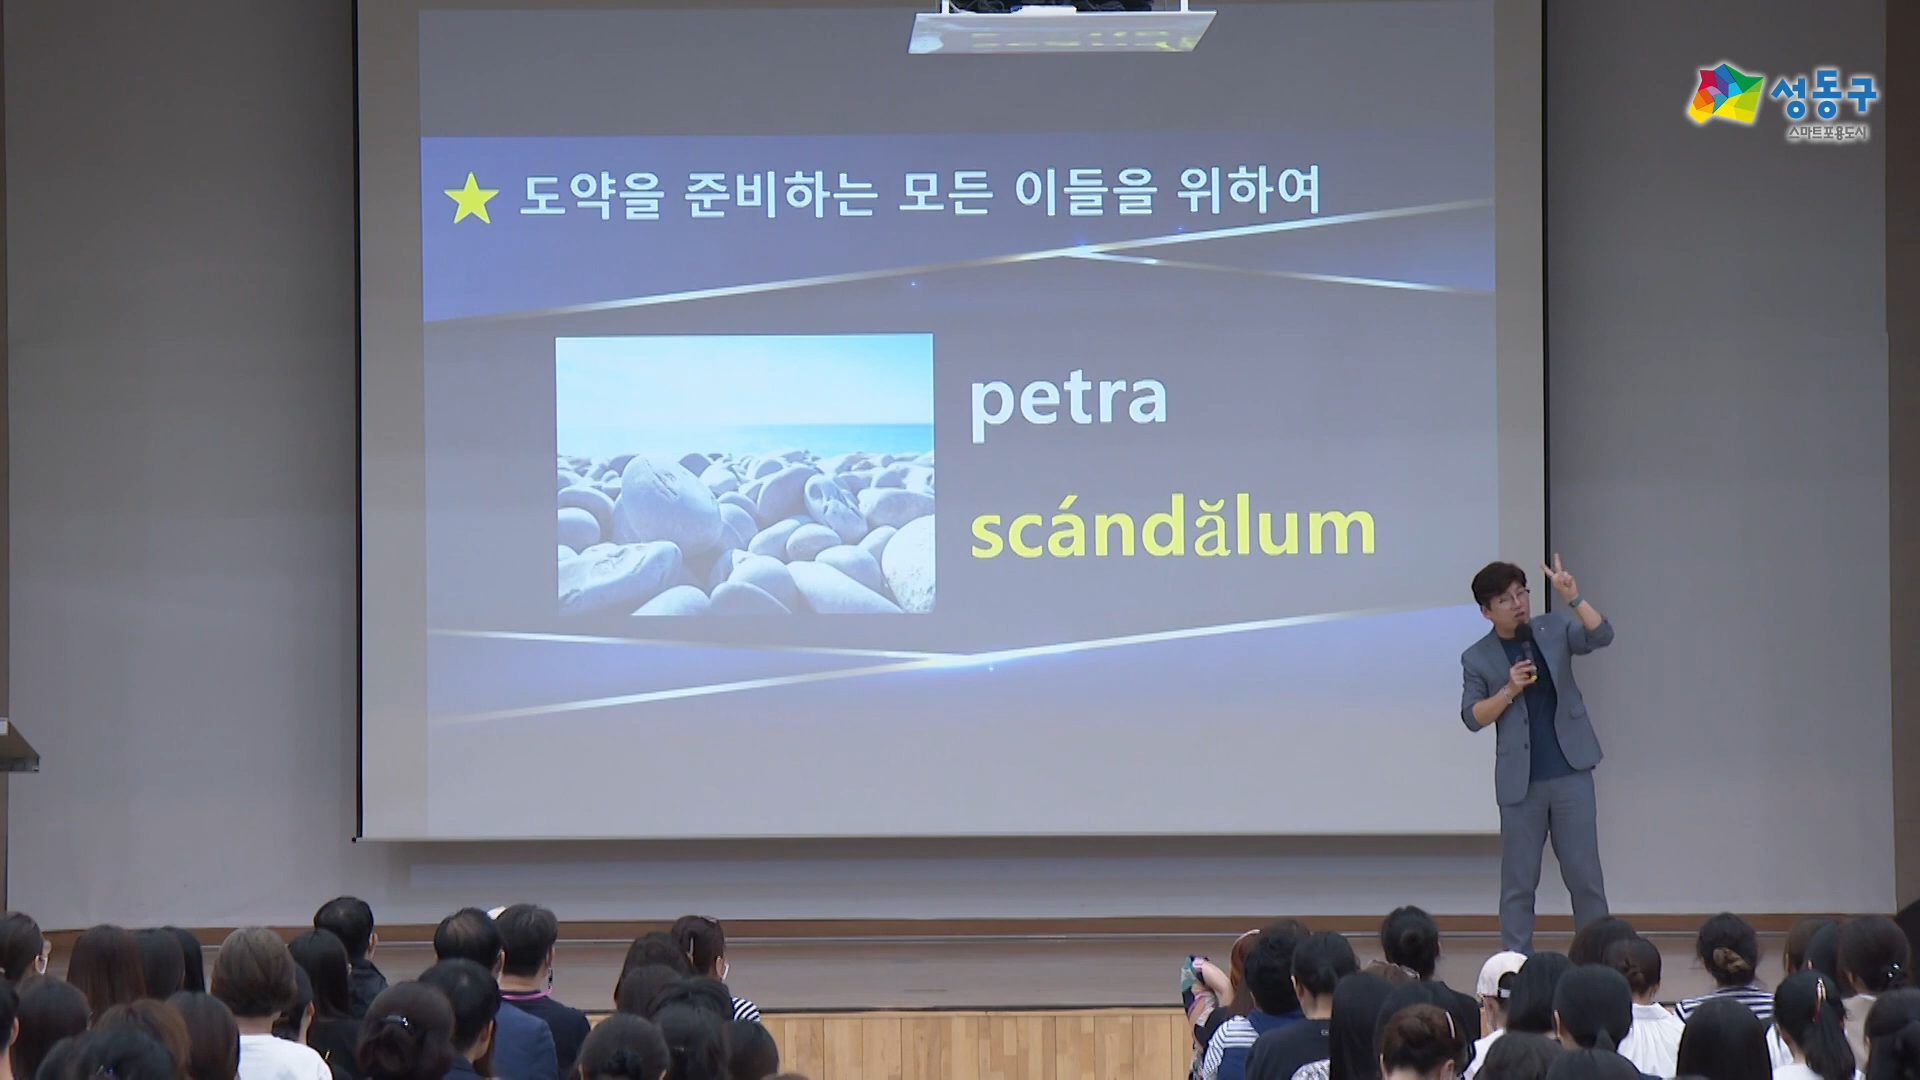 성동구
스마트포용도시
★ 도약을 준비하는 모든 이들을 위하여
petra
scándălum